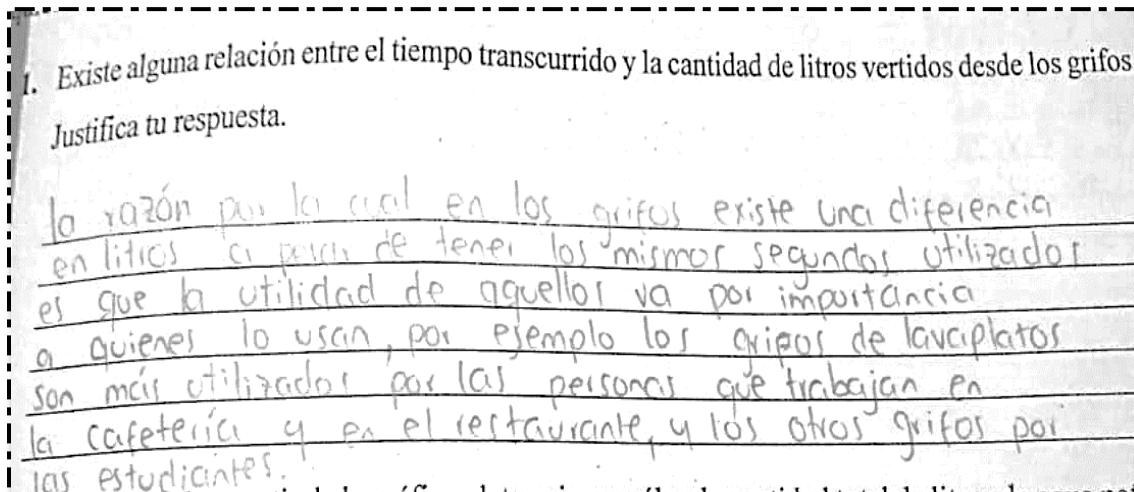 1. Existe alguna relación entre el tiempo transcurrido y la cantidad de litros vertidos desde los grifos
Justifica tu respuesta.
la razón por la cual en los grifos existe una diferencia
en litros a pesar de tener los mismos segundos utilizados
es que la utilidad de aquellos va por importancia
a quienes lo usan, por ejemplo los gripos de lavaplatos
son más utilizados por las personas que trabajan en
la cafetería y en el restaurante, y los otros grifos por
las estudiantes.